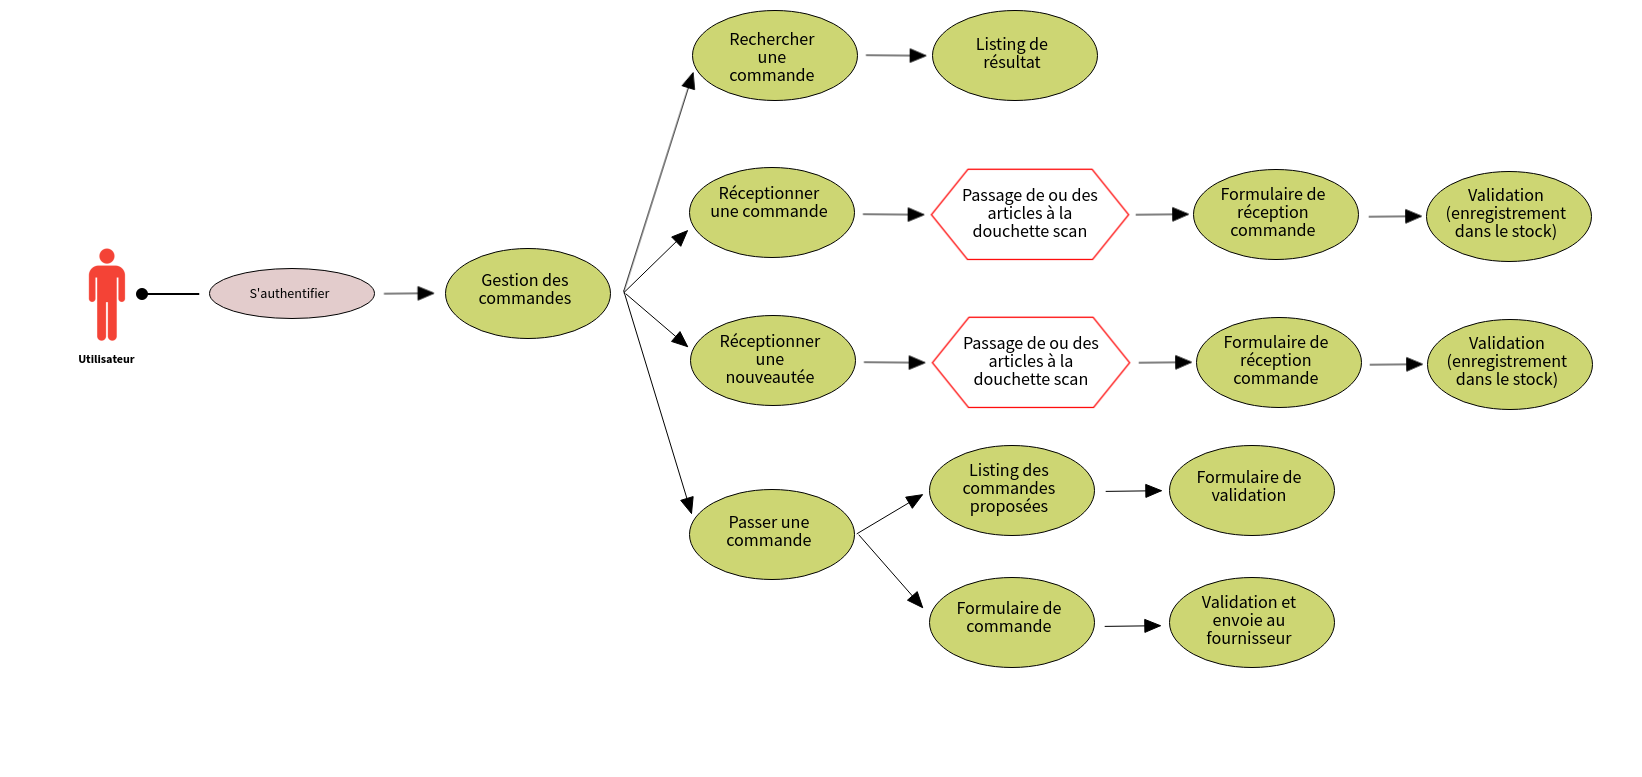 Rechercher
une
commande
Listing de
résultat
Réceptionner
une commande
Passage de ou des
articles à la
douchette scan
Formulaire de
réception
commande
Validation
(enregistrement
dans le stock)
Utilisateur
S'authentifier
Gestion des
commandes
Réceptionner
une
nouveautée
Passage de ou des
articles à la
douchette scan
Formulaire de
réception
commande
Validation
(enregistrement
dans le stock)
Passer une
commande
Listing des
commandes
proposées
Formulaire de
validation
Formulaire de
commande
Validation et
envoie au
fournisseur